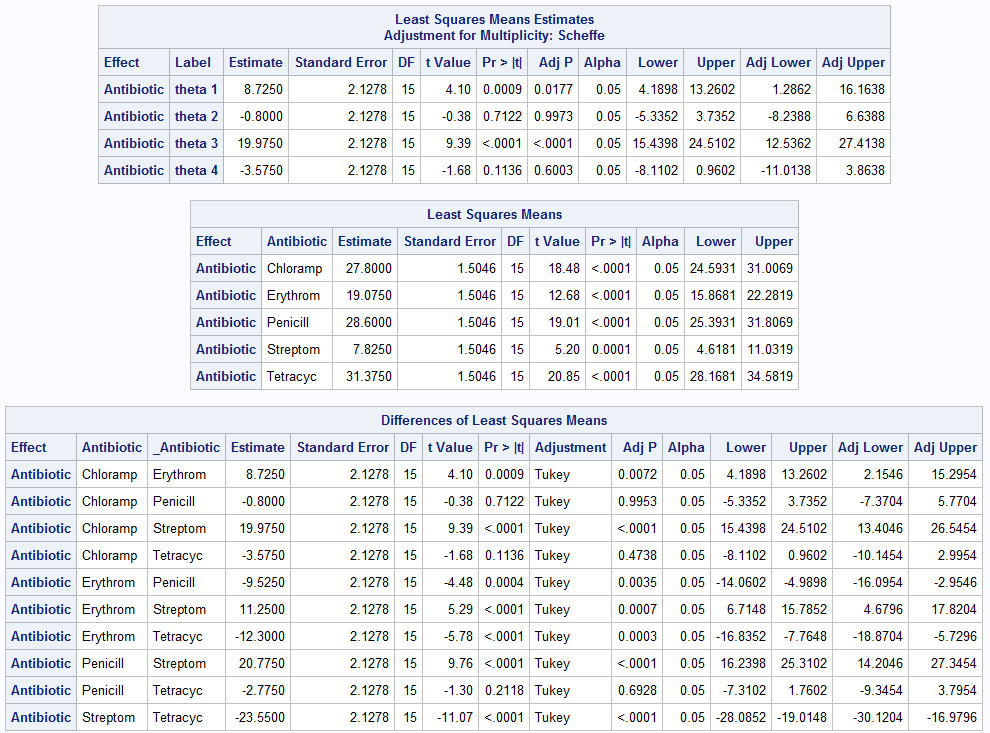 Least Squares Means Estimates
Adjustment for Multiplicity: Scheffe
Effect Label Estimate Standard Error DF t Value Pr > |t| Adj P Alpha Lower Upper Adj Lower Adj Upper
Antibiotic theta 1 8.7250 2.1278 15 4.10 0.0009 0.0177 0.05 4.1898 13.2602 1.2862 16.1638
Antibiotic theta 2 -0.8000 2.1278 15 -0.38 0.7122 0.9973 0.05 -5.3352 3.7352 -8.2388 6.6388
Antibiotic theta 3 19.9750 2.1278 15 9.39 <.0001 <.0001 0.05 15.4398 24.5102 12.5362 27.4138
Antibiotic theta 4 -3.5750 2.1278 15 -1.68 0.1136 0.6003 0.05 -8.1102 0.9602 -11.0138 3.8638
Least Squares Means
Effect Antibiotic Estimate Standard Error DF t Value Pr > |t| Alpha Lower Upper
Antibiotic Chloramp 27.8000 1.5046 15 18.48 <.0001 0.05 24.5931 31.0069
Antibiotic Erythrom 19.0750 1.5046 15 12.68 <.0001 0.05 15.8681 22.2819
Antibiotic Penicill 28.6000 1.5046 15 19.01 <.0001 0.05 25.3931 31.8069
Antibiotic Streptom 7.8250 1.5046 15 5.20 0.0001 0.05 4.6181 11.0319
Antibiotic Tetracyc 31.3750 1.5046 15 20.85 <.0001 0.05 28.1681 34.5819
Differences of Least Squares Means
Effect Antibiotic _Antibiotic Estimate Standard Error DF t Value Pr > |t| Adjustment Adj P Alpha Lower Upper Adj Lower Adj Upper
Antibiotic Chloramp Erythrom 8.7250 2.1278 15 4.10 0.0009 Tukey 0.0072 0.05 4.1898 13.2602 2.1546 15.2954
Antibiotic Chloramp Penicill -0.8000 2.1278 15 -0.38 0.7122 Tukey 0.9953 0.05 -5.3352 3.7352 -7.3704 5.7704
Antibiotic Chloramp Streptom 19.9750 2.1278 15 9.39 <.0001 Tukey <.0001 0.05 15.4398 24.5102 13.4046 26.5454
Antibiotic Chloramp Tetracyc -3.5750 2.1278 15 -1.68 0.1136 Tukey 0.4738 0.05 -8.1102 0.9602 -10.1454 2.9954
Antibiotic Erythrom Penicill -9.5250 2.1278 15 -4.48 0.0004 Tukey 0.0035 0.05 -14.0602 -4.9898 -16.0954 -2.9546
Antibiotic Erythrom Streptom 11.2500 2.1278 15 5.29 <.0001 Tukey 0.0007 0.05 6.7148 15.7852 4.6796 17.8204
Antibiotic Erythrom Tetracyc -12.3000 2.1278 15 -5.78 <.0001 Tukey 0.0003 0.05 -16.8352 -7.7648 -18.8704 -5.7296
Antibiotic Penicill Streptom 20.7750 2.1278 15 9.76 <.0001 Tukey <.0001 0.05 16.2398 25.3102 14.2046 27.3454
Antibiotic Penicill Tetracyc -2.7750 2.1278 15 -1.30 0.2118 Tukey 0.6928 0.05 -7.3102 1.7602 -9.3454 3.7954
Antibiotic Streptom Tetracyc -23.5500 2.1278 15 -11.07 <.0001 Tukey <.0001 0.05 -28.0852 -19.0148 -30.1204 -16.9796